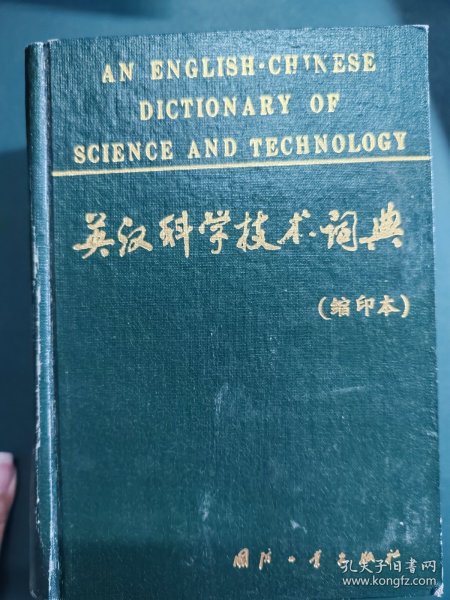 AN ENGLISH-CHINESE
DICTIONARY OF
SCIENCE AND TECHNOLOGY
英汉科学技术词典
(缩印本)
国防工业出版社
孔夫子旧书网
www.kongfz.com